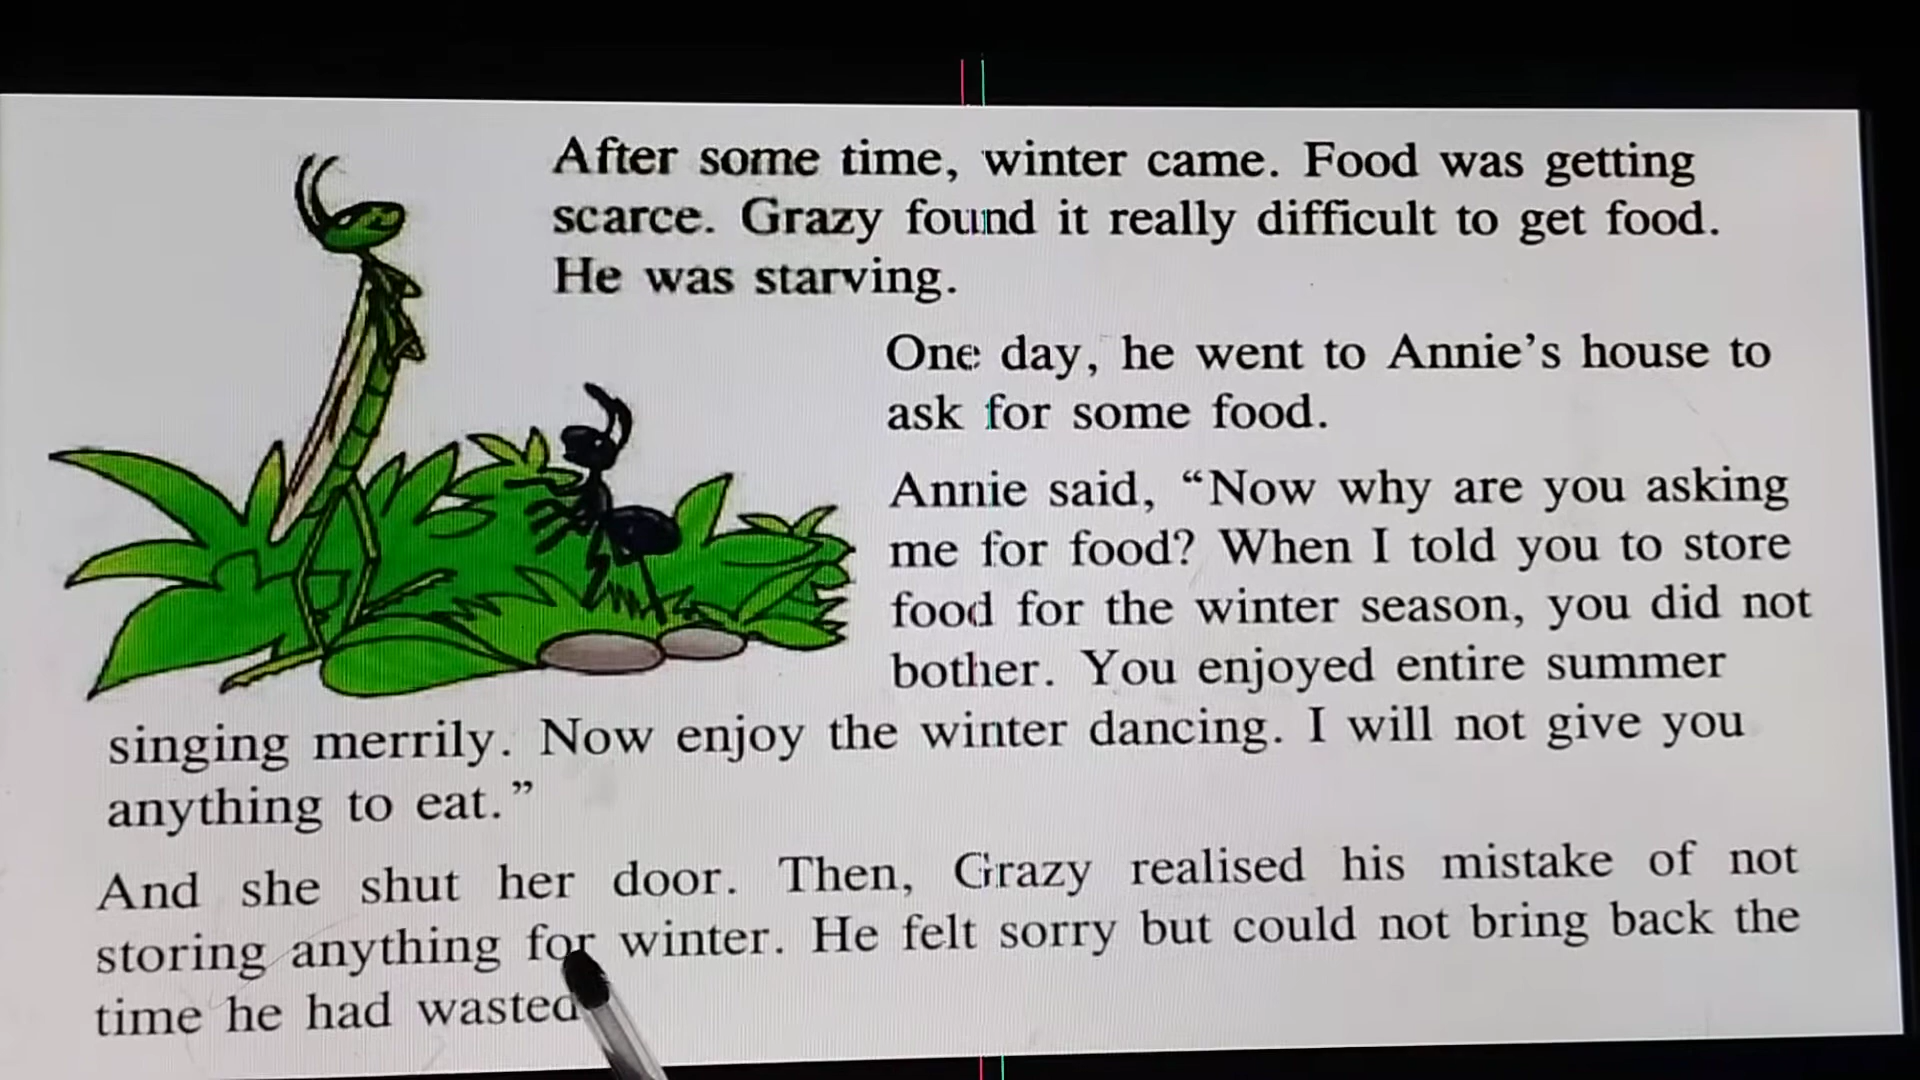 After some time, winter came. Food was getting
scarce. Grazy found it really difficult to get food.
He was starving.
One day, he went to Annie's house to
ask for some food.
Annie said, “Now why are you asking
me for food? When I told you to store
food for the winter season, you did not
bother. You enjoyed entire summer
singing merrily. Now enjoy the winter dancing. I will not give you
anything to eat.”
And she shut her door. Then, Grazy realised his mistake of not
storing anything for winter. He felt sorry but could not bring back the
time he had wasted